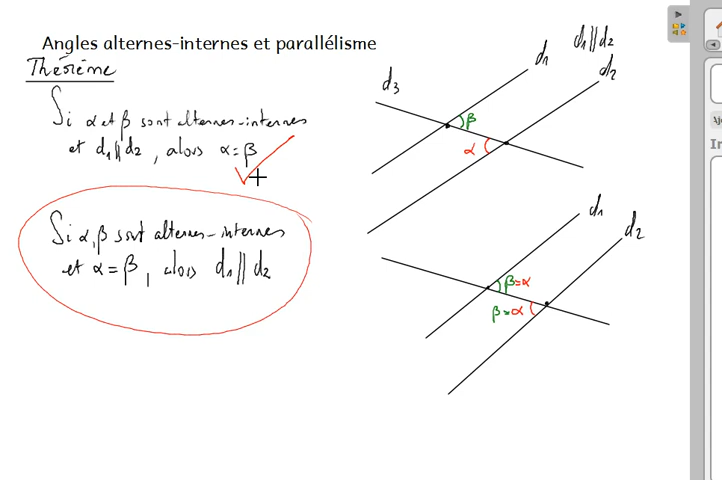 Angles alternes-internes et parallélisme
Théorème
Si α et β sont alternes-internes
et d1//d2, alors α=β
Si α, β sont alternes-internes
et α=β, alors d1//d2
d1//d2
d1
d2
d3
β
α
d1
d2
β=α
β=α